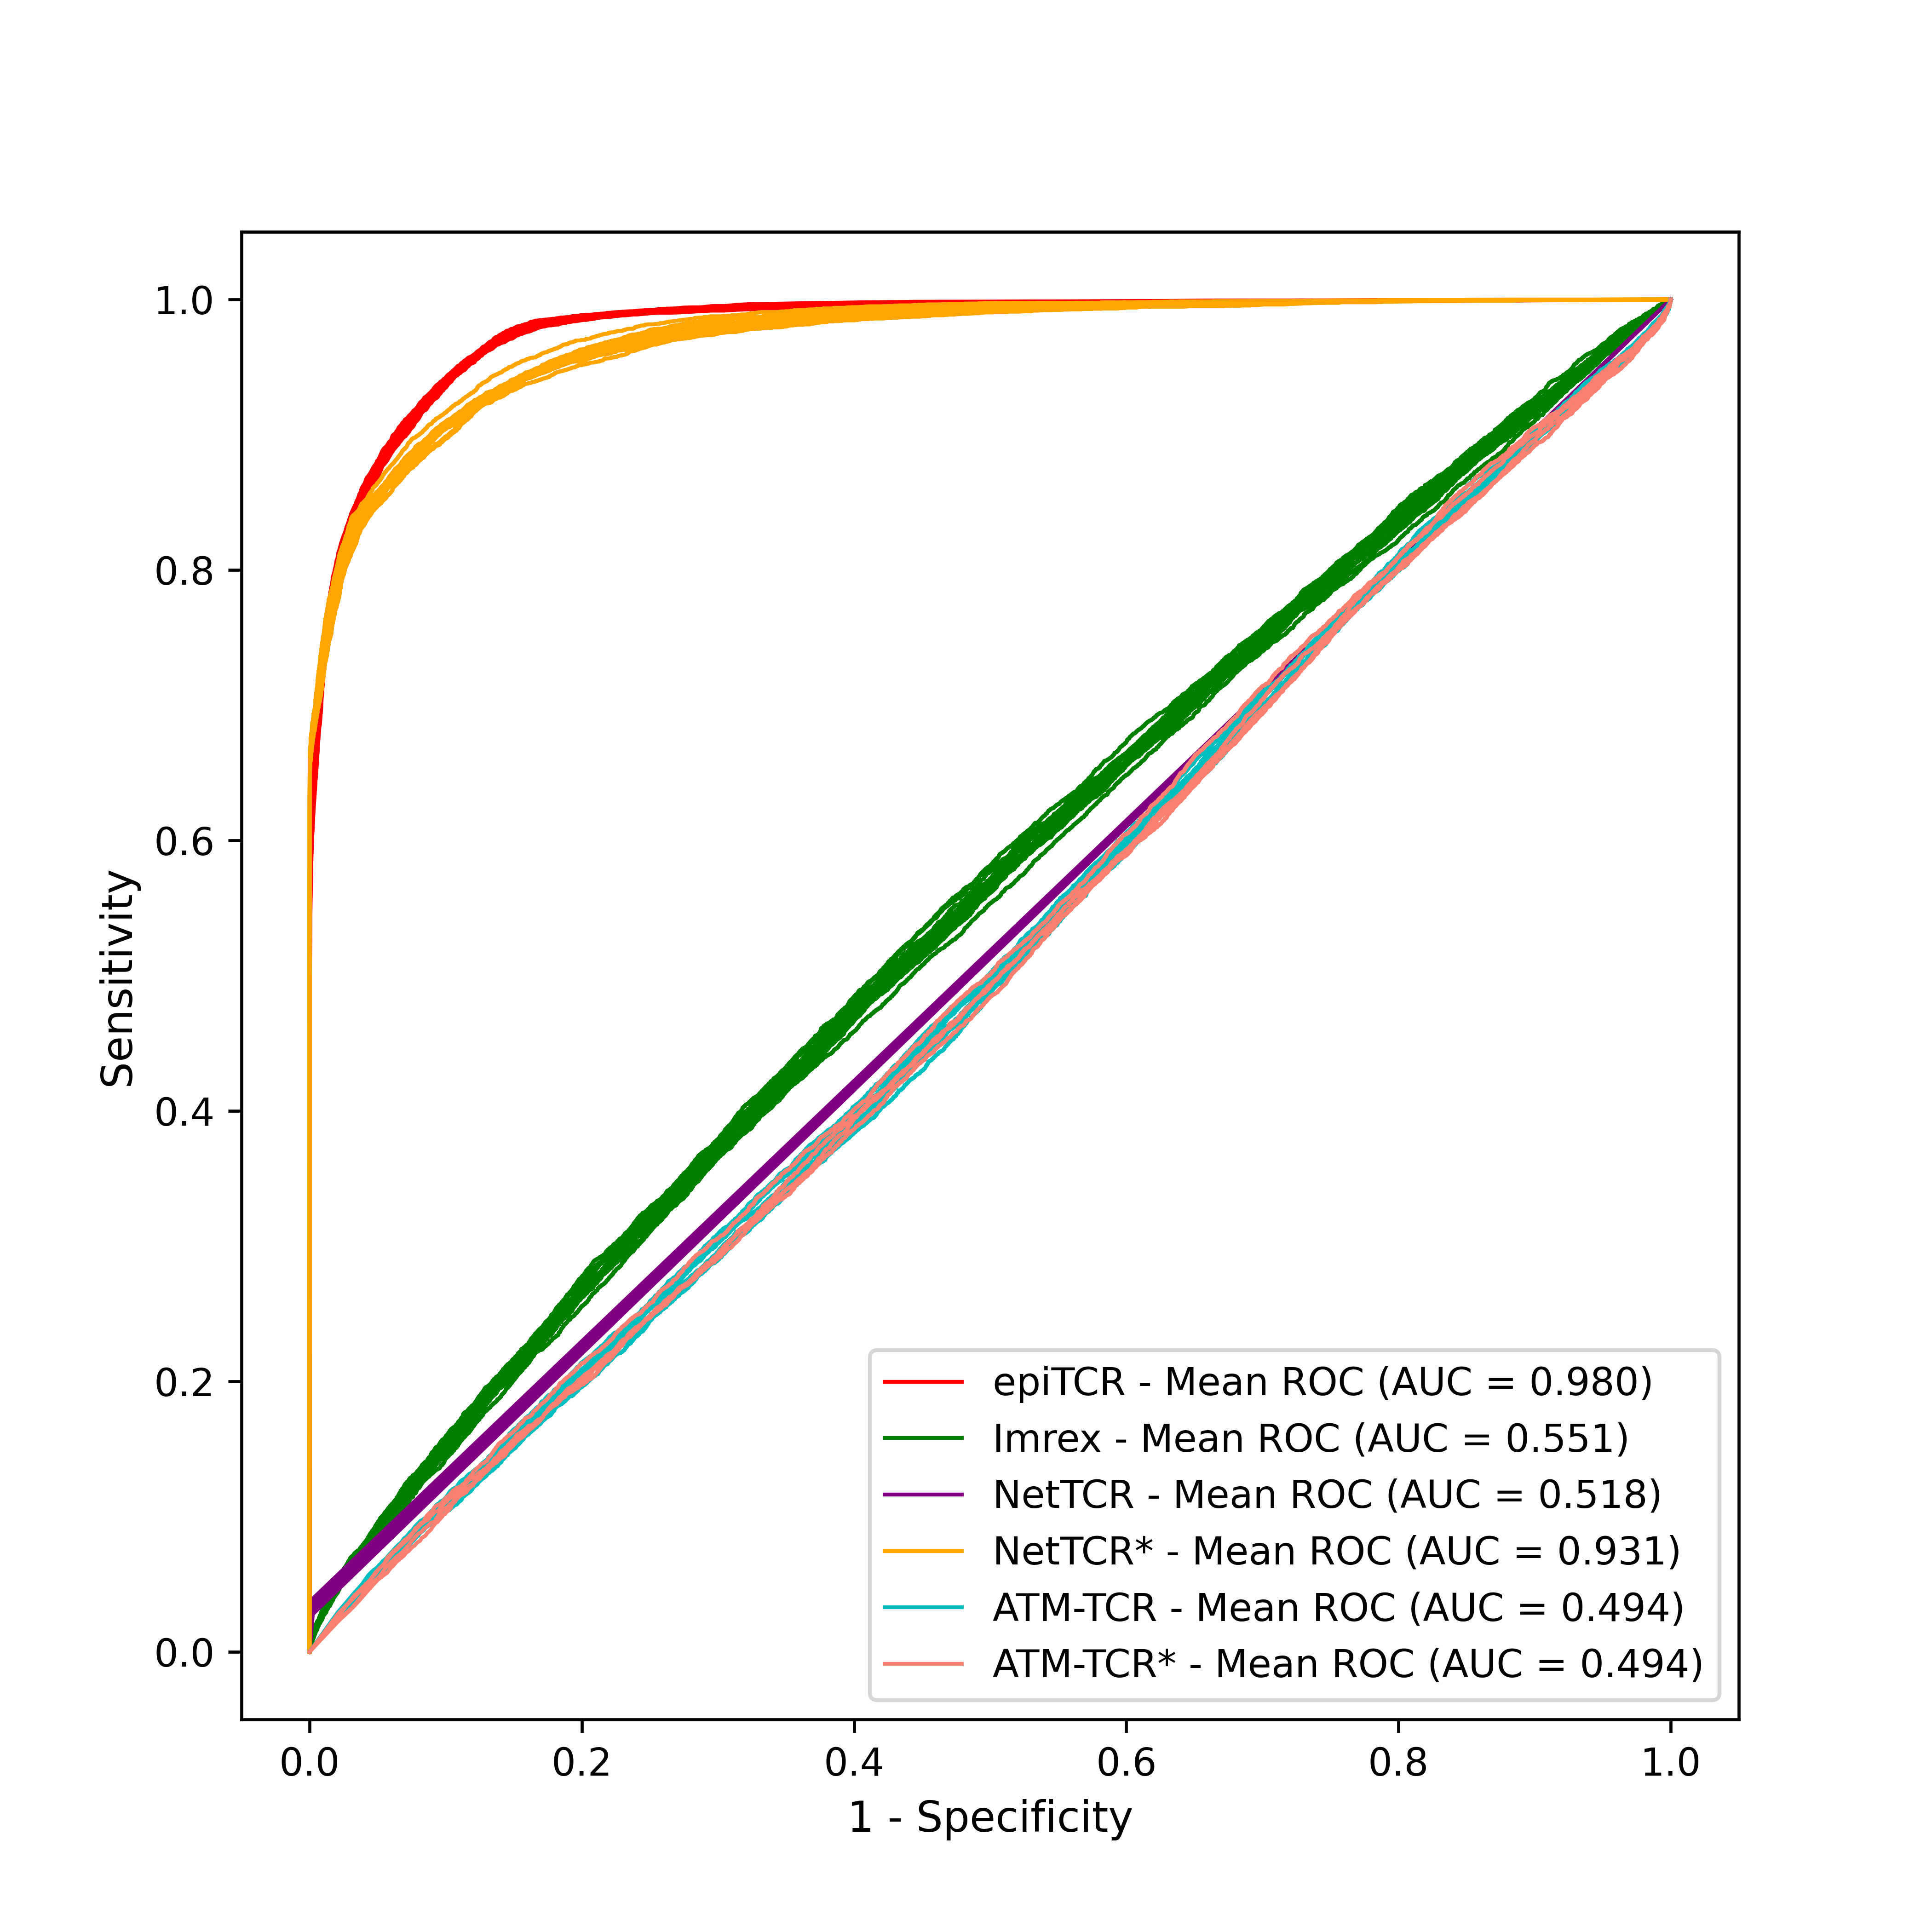 1.0
0.8
0.6
0.4
0.2
0.0
Sensitivity
epiTCR - Mean ROC (AUC = 0.980)
Imrex - Mean ROC (AUC = 0.551)
NetTCR - Mean ROC (AUC = 0.518)
NetTCR* - Mean ROC (AUC = 0.931)
ATM-TCR - Mean ROC (AUC = 0.494)
ATM-TCR* - Mean ROC (AUC = 0.494)
0.0 0.2 0.4 0.6 0.8 1.0
1 - Specificity